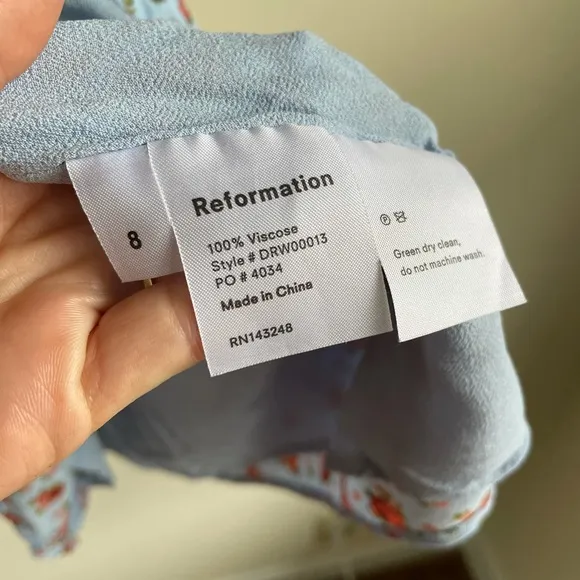 8
Reformation
100% Viscose
Style # DRW00013
PO # 4034
Made in China
RN143248
Ⓟ
Green dry clean,
do not machine wash.